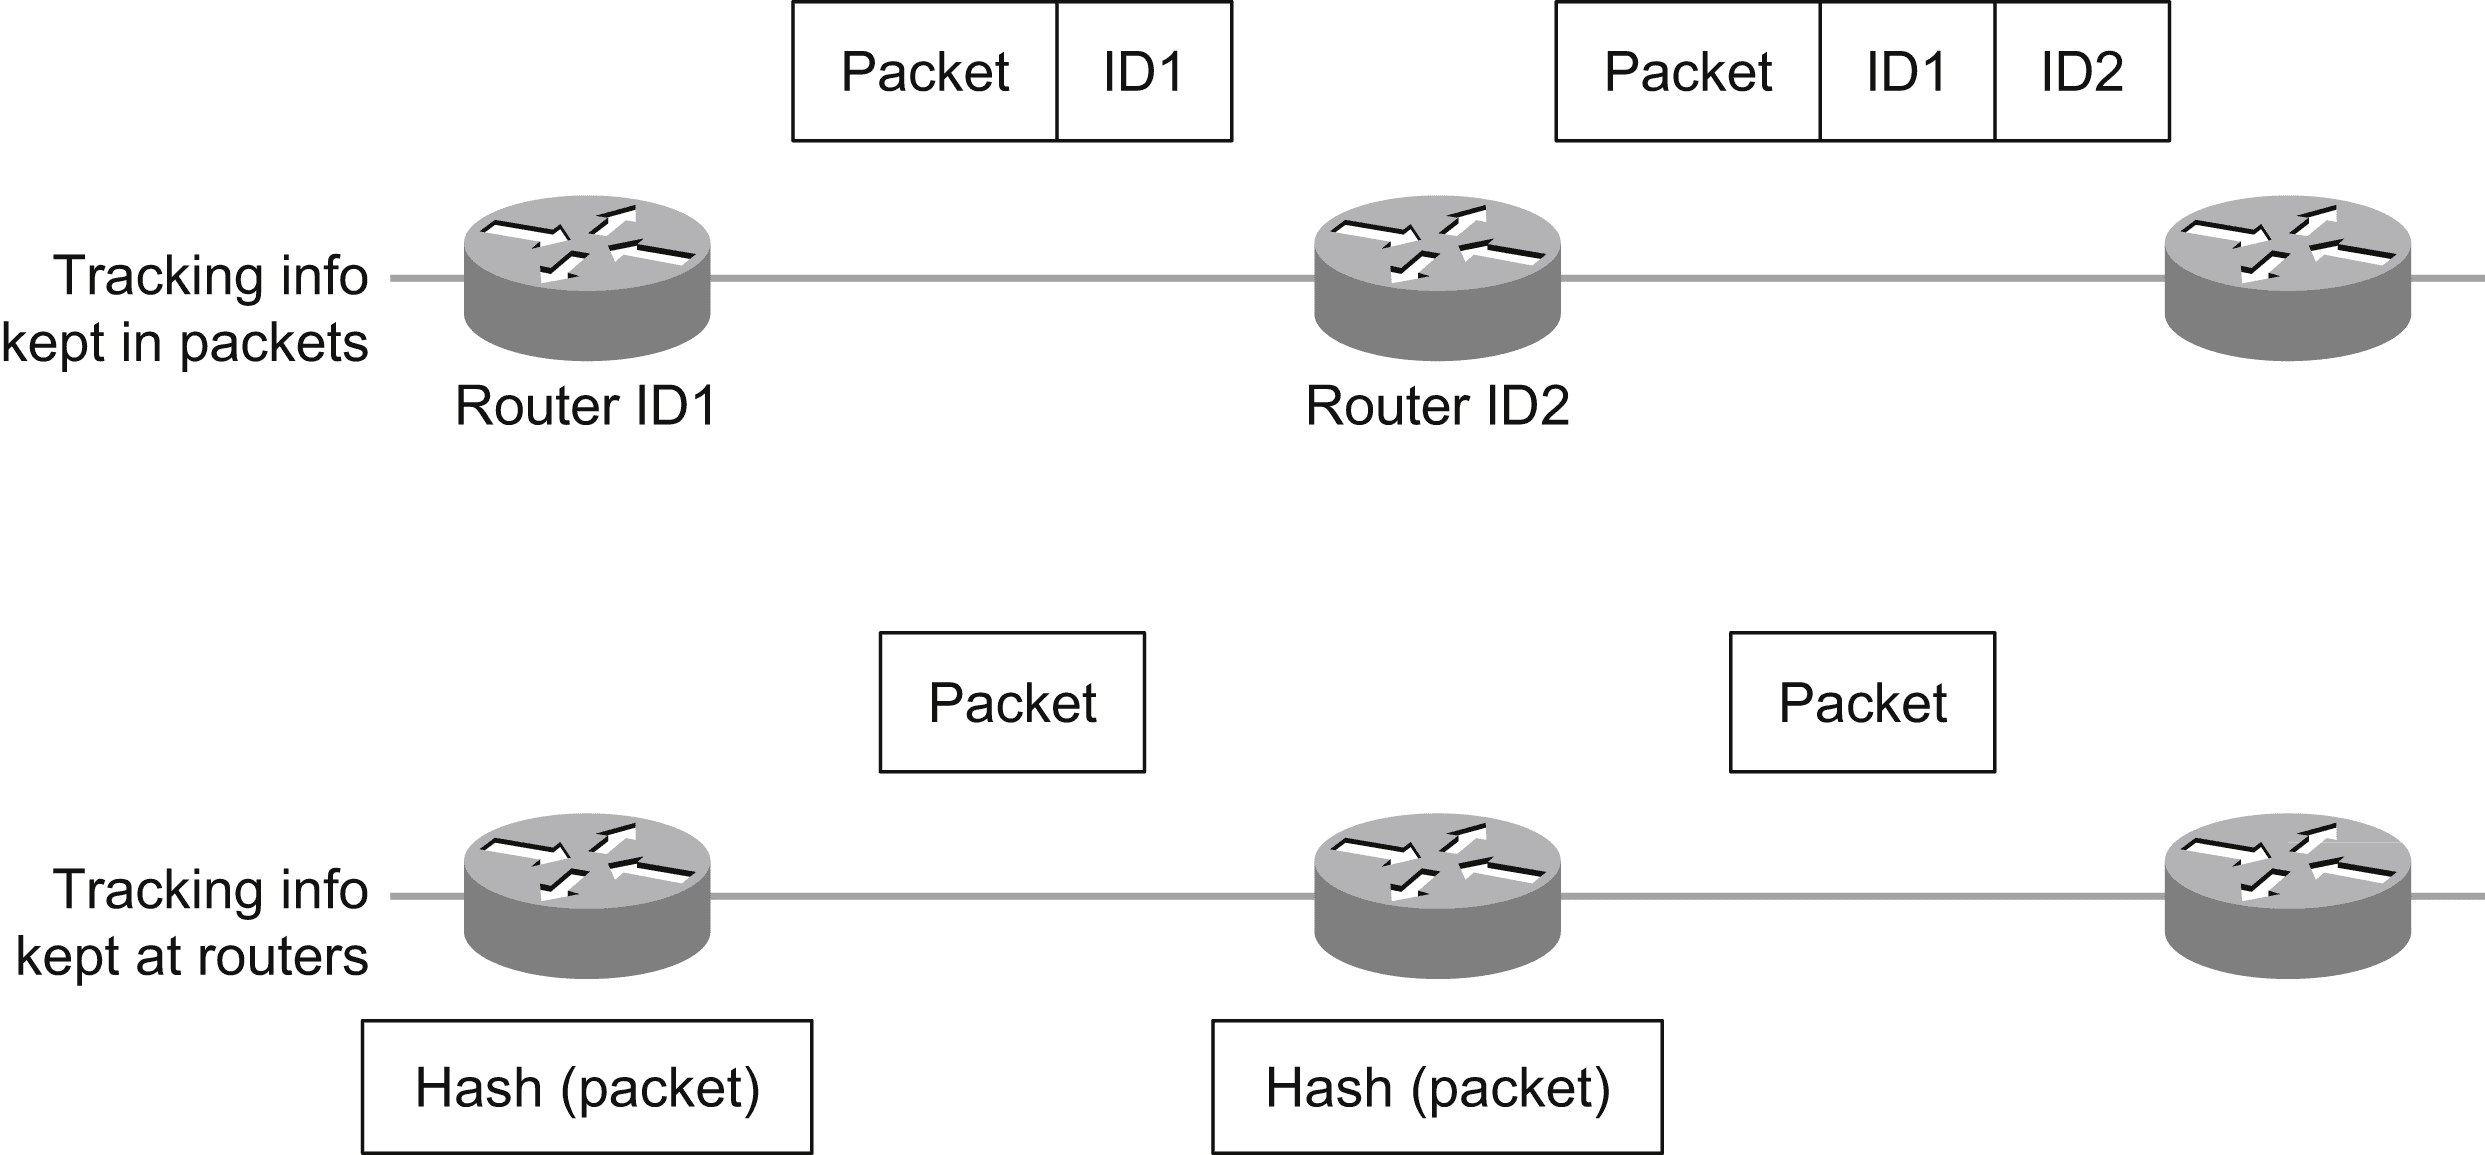 Packet ID1
Packet ID1 ID2
Tracking info
kept in packets
Router ID1
Router ID2
Packet
Packet
Tracking info
kept at routers
Hash (packet)
Hash (packet)